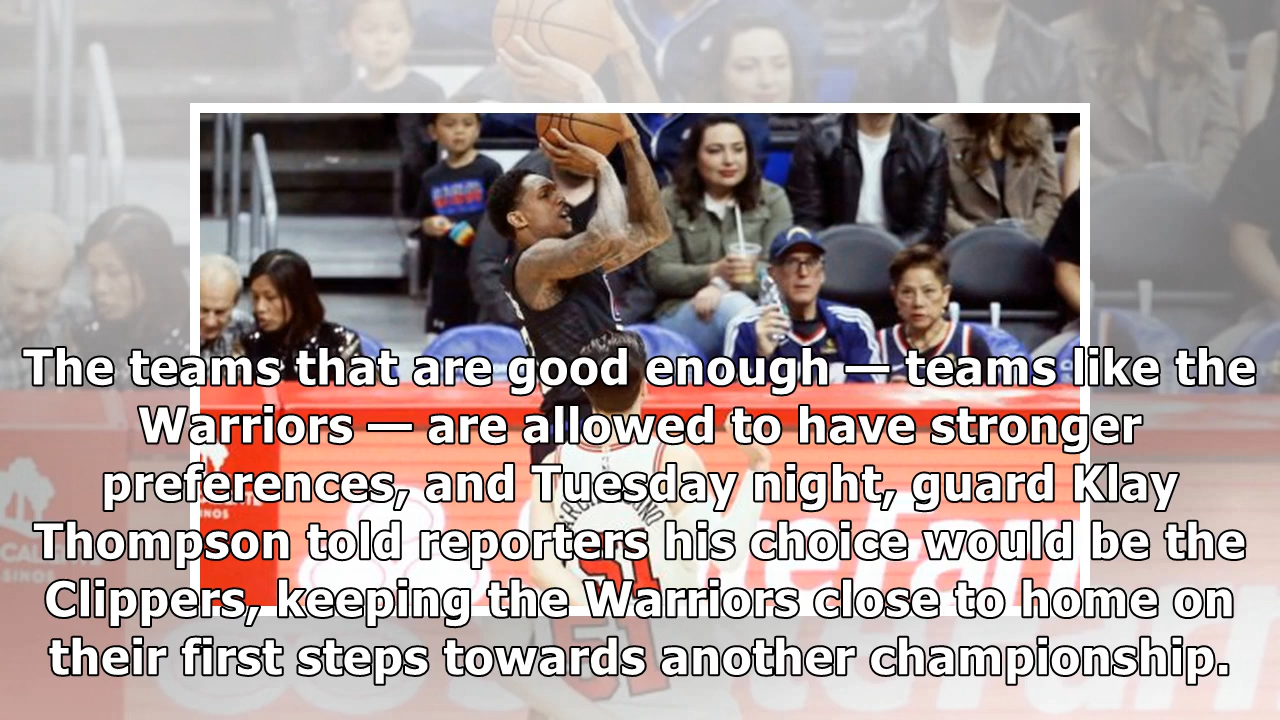 The teams that are good enough — teams like the
Warriors — are allowed to have stronger
preferences, and Tuesday night, guard Klay
Thompson told reporters his choice would be the
Clippers, keeping the Warriors close to home on
their first steps towards another championship.